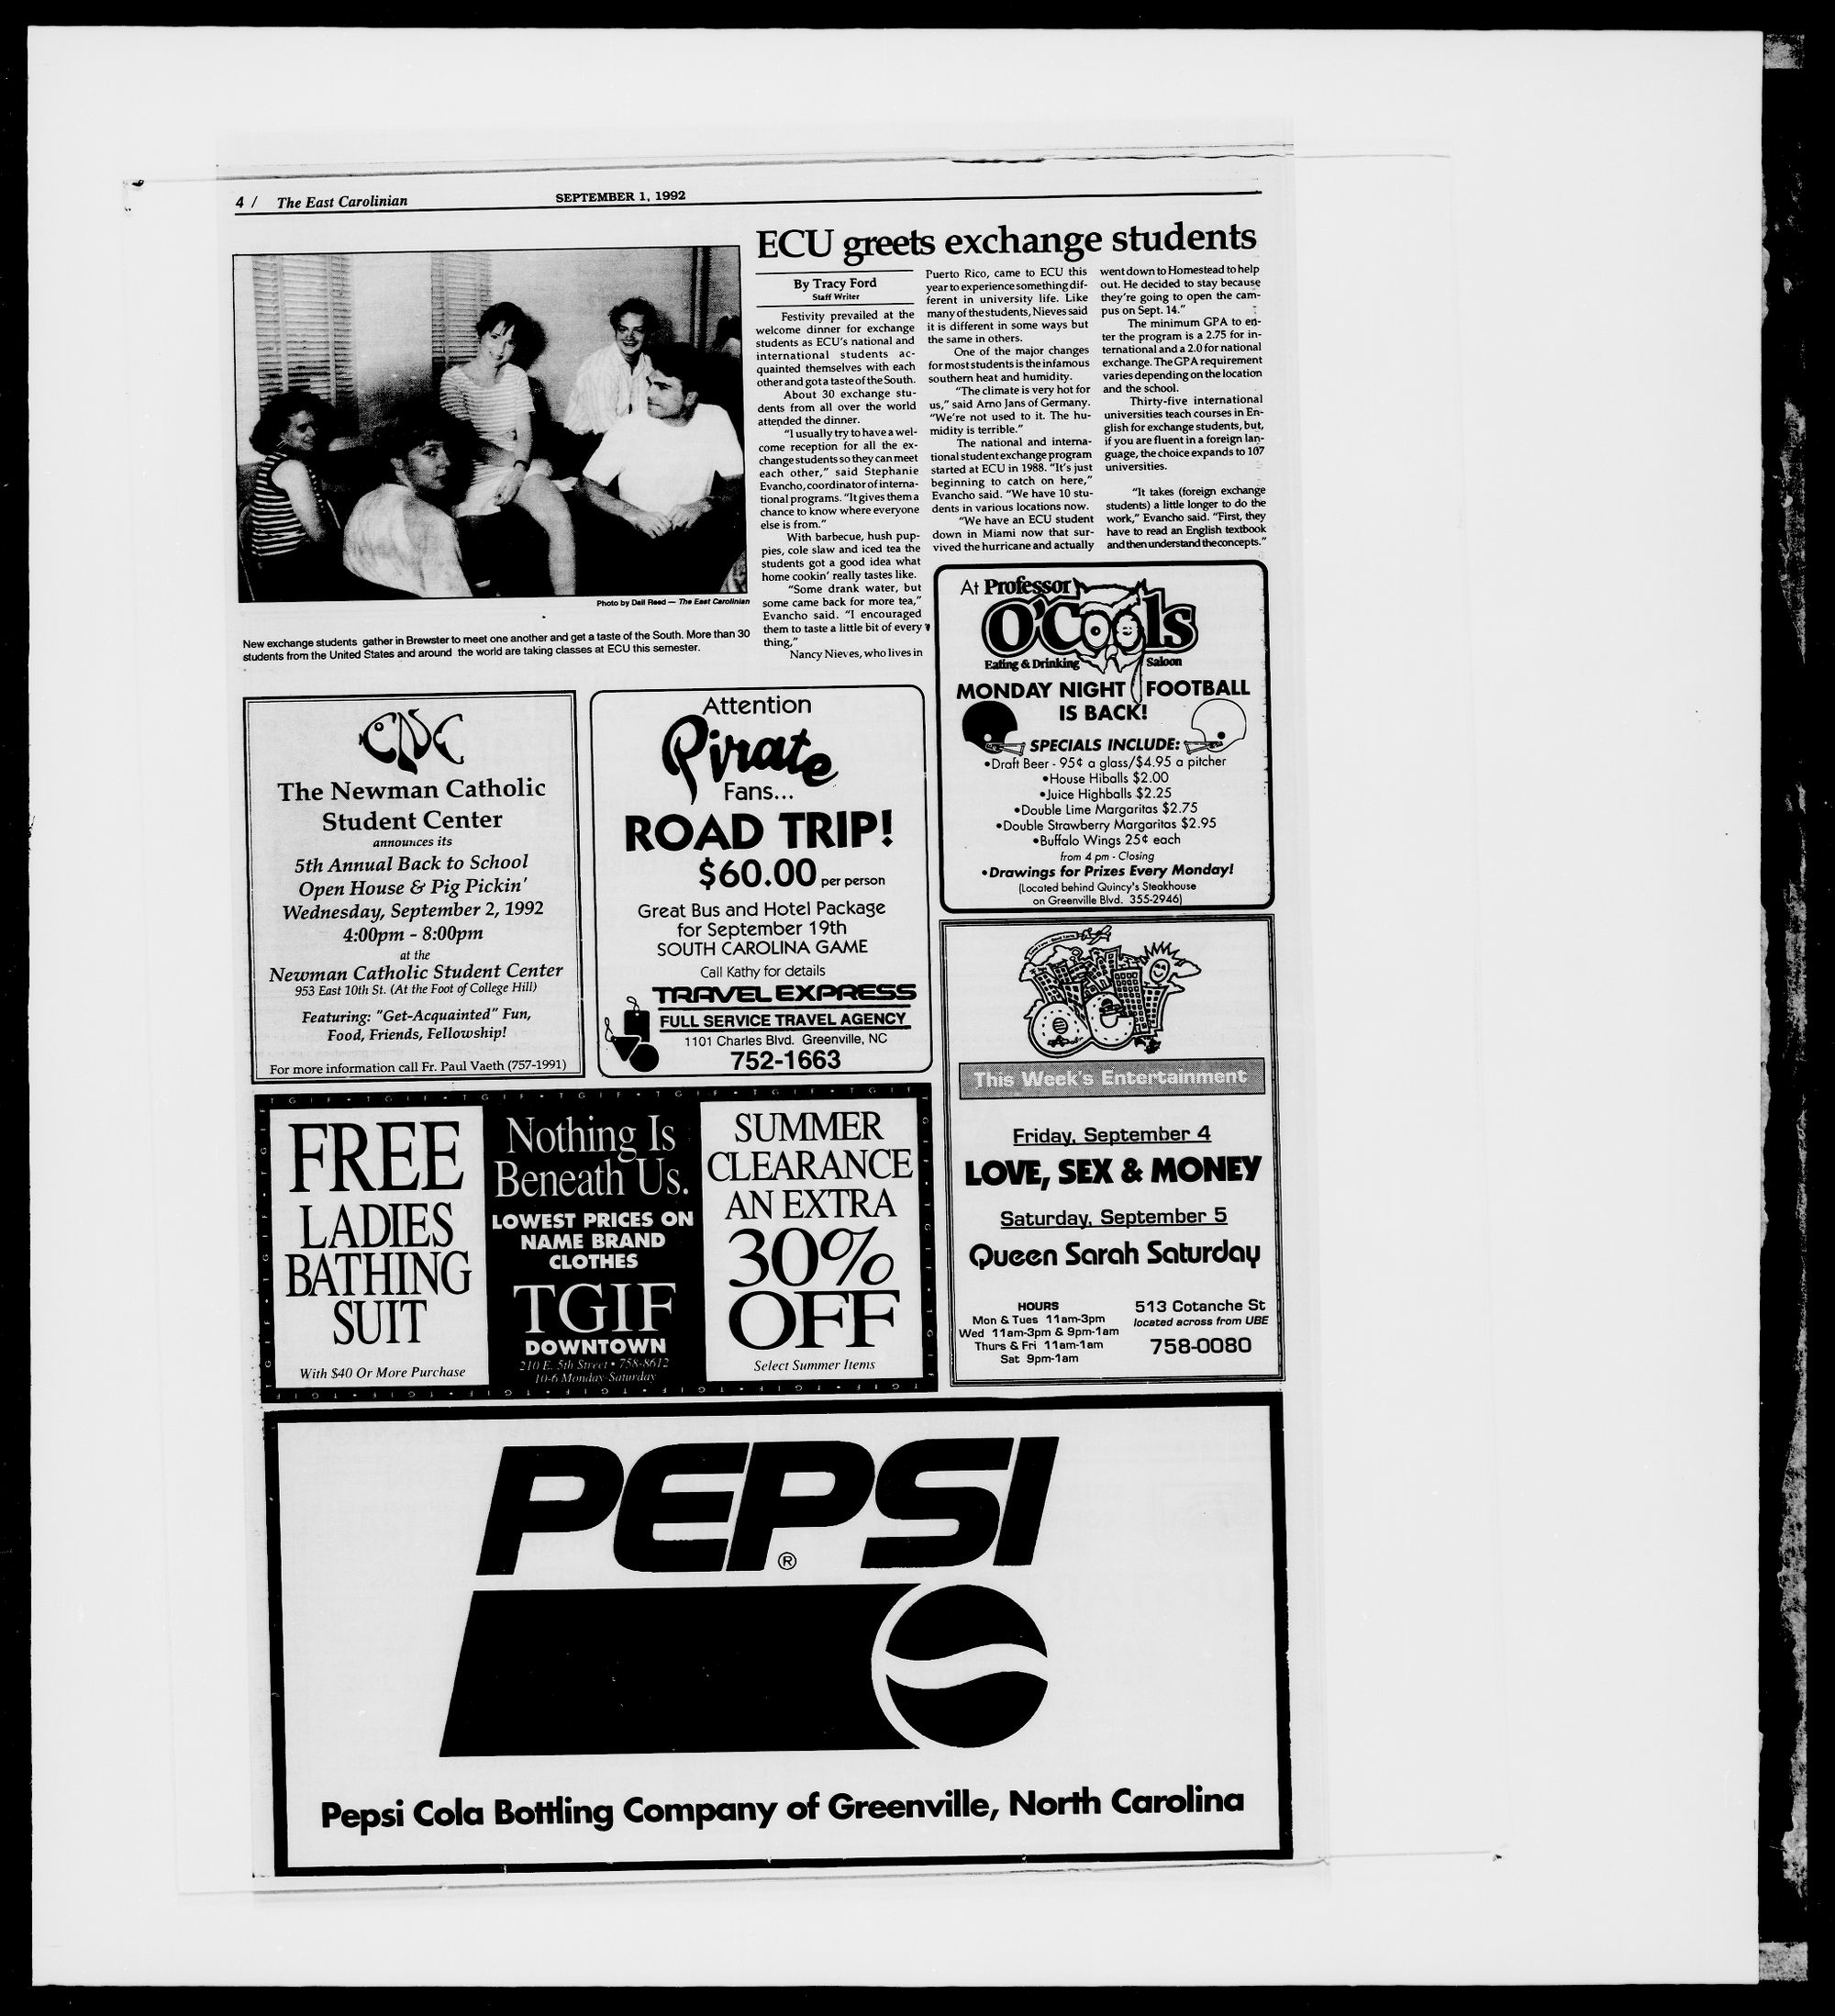 4 / The East Carolinian
SEPTEMBER 1, 1992
ECU greets exchange students
By Tracy Ford
Staff Writer
Festivity prevailed at the
welcome dinner for exchange
students as ECU's national and
international students ac-
quainted themselves with each
other and got a taste of the South.
About 30 exchange stu-
dents from all over the world
attended the dinner.
"I usually try to have a wel-
come reception for all the ex-
change students so they can meet
each other," said Stephanie
Evancho, coordinator of interna-
tional programs. "It gives them a
chance to know where everyone
else is from."
With barbecue, hush pup-
pies, cole slaw and iced tea the
students got a good idea what
home cookin' really tastes like.
"Some drank water, but
some came back for more tea,"
Evancho said. "I encouraged
them to taste a little bit of every
thing,"
Nancy Nieves, who lives in
Puerto Rico, came to ECU this
year to experience something dif-
ferent in university life. Like
many of the students, Nieves said
it is different in some ways but
the same in others.
One of the major changes
for most students is the infamous
southern heat and humidity.
"The climate is very hot for
us," said Arno Jans of Germany.
"We're not used to it. The hu-
midity is terrible."
The national and interna-
tional student exchange program
started at ECU in 1988. "It's just
beginning to catch on here,"
Evancho said. "We have 10 stu-
dents in various locations now.
"We have an ECU student
down in Miami now that sur-
vived the hurricane and actually
went down to Homestead to help
out. He decided to stay because
they're going to open the cam-
pus on Sept. 14."
The minimum GPA to en-
ter the program is a 2.75 for in-
ternational and a 2.0 for national
exchange. The GPA requirement
varies depending on the location
and the school.
Thirty-five international
universities teach courses in En-
glish for exchange students, but,
if you are fluent in a foreign lan-
guage, the choice expands to 107
universities.
"It takes (foreign exchange
students) a little longer to do the
work," Evancho said. "First, they
have to read an English textbook
and then understand the concepts."
Photo by Dail Reed — The East Carolinian
New exchange students gather in Brewster to meet one another and get a taste of the South. More than 30
students from the United States and around the world are taking classes at ECU this semester.
At Professor
O'Cools
Eating & Drinking Saloon
MONDAY NIGHT FOOTBALL
IS BACK!
SPECIALS INCLUDE:
•Draft Beer - 95¢ a glass/$4.95 a pitcher
•House Hiballs $2.00
•Juice Highballs $2.25
•Double Lime Margaritas $2.75
•Double Strawberry Margaritas $2.95
•Buffalo Wings 25¢ each
from 4 pm - Closing
•Drawings for Prizes Every Monday!
(Located behind Quincy's Steakhouse
on Greenville Blvd. 355-2946)
CNC
The Newman Catholic
Student Center
announces its
5th Annual Back to School
Open House & Pig Pickin'
Wednesday, September 2, 1992
4:00pm - 8:00pm
at the
Newman Catholic Student Center
953 East 10th St. (At the Foot of College Hill)
Featuring: "Get-Acquainted" Fun,
Food, Friends, Fellowship!
For more information call Fr. Paul Vaeth (757-1991)
Attention
Pirate
Fans...
ROAD TRIP!
$60.00 per person
Great Bus and Hotel Package
for September 19th
SOUTH CAROLINA GAME
Call Kathy for details
TRAVEL EXPRESS
FULL SERVICE TRAVEL AGENCY
1101 Charles Blvd. Greenville, NC
752-1663
This Week's Entertainment
Friday, September 4
LOVE, SEX & MONEY
Saturday, September 5
Queen Sarah Saturday
HOURS
Mon & Tues 11am-3pm
Wed 11am-3pm & 9pm-1am
Thurs & Fri 11am-1am
Sat 9pm-1am
513 Cotanche St
located across from UBE
758-0080
TGIF • TGIF • TGIF • TGIF • TGIF • TGIF • TGIF
FREE
LADIES
BATHING
SUIT
With $40 Or More Purchase
Nothing Is
Beneath Us.
LOWEST PRICES ON
NAME BRAND
CLOTHES
TGIF
DOWNTOWN
210 E. 5th Street • 758-8612
10-6 Monday-Saturday
SUMMER
CLEARANCE
AN EXTRA
30%
OFF
Select Summer Items
PEPSI
®
Pepsi Cola Bottling Company of Greenville, North Carolina